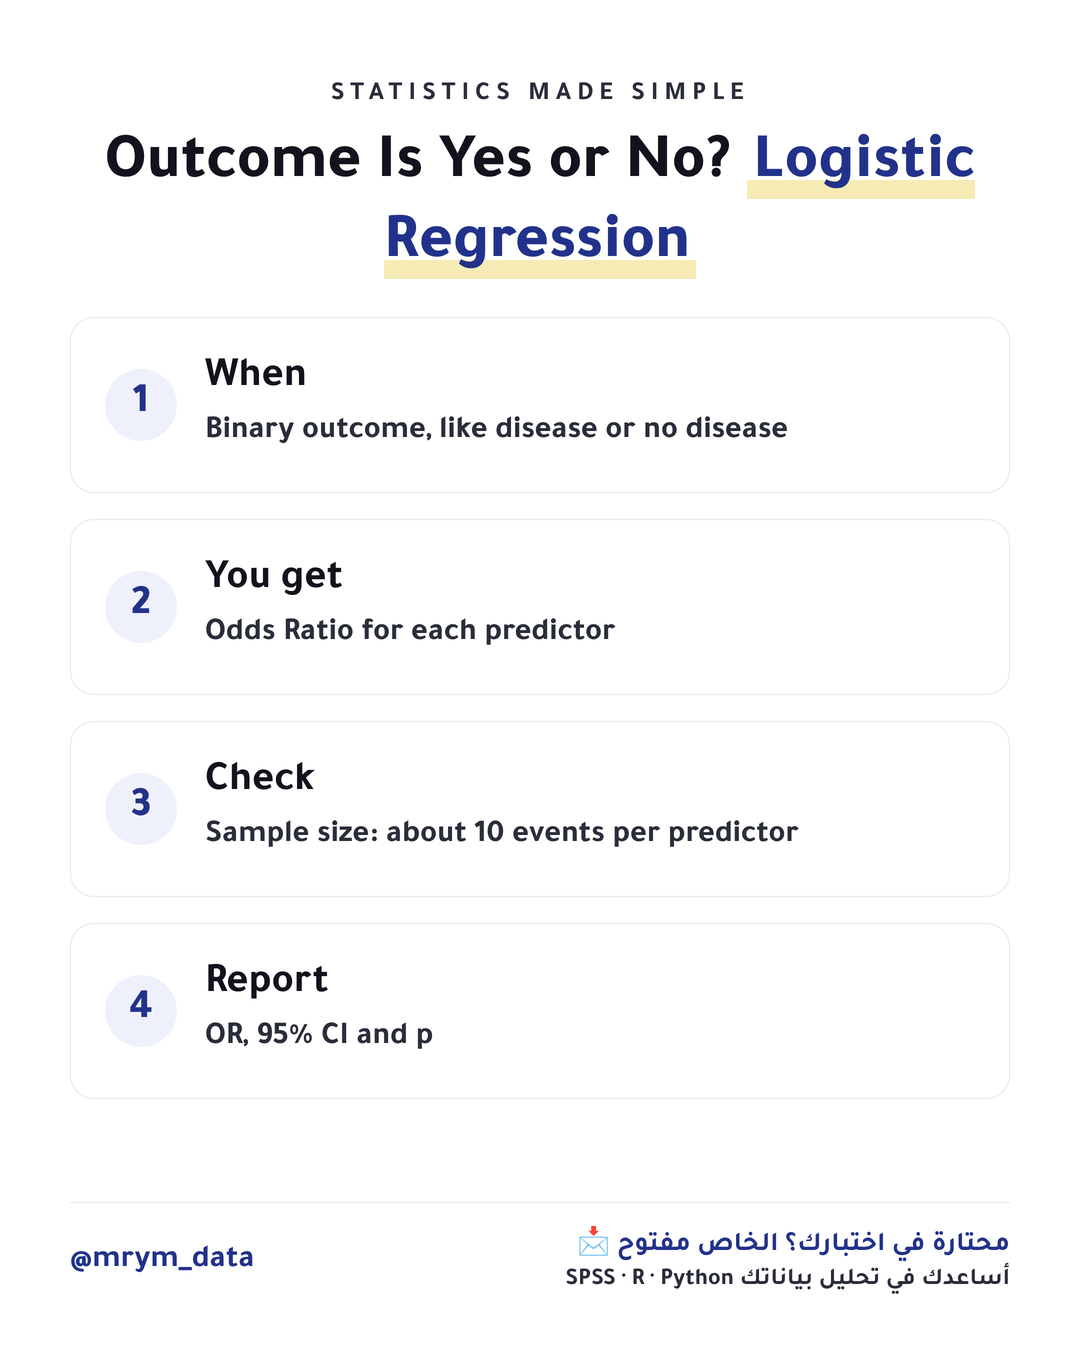 STATISTICS MADE SIMPLE
Outcome Is Yes or No? Logistic
Regression
1
When
Binary outcome, like disease or no disease
2
You get
Odds Ratio for each predictor
3
Check
Sample size: about 10 events per predictor
4
Report
OR, 95% CI and p
@mrym_data
محتارة في اختبارك؟ الخاص مفتوح 📩
أساعدك في تحليل بياناتك SPSS · R · Python